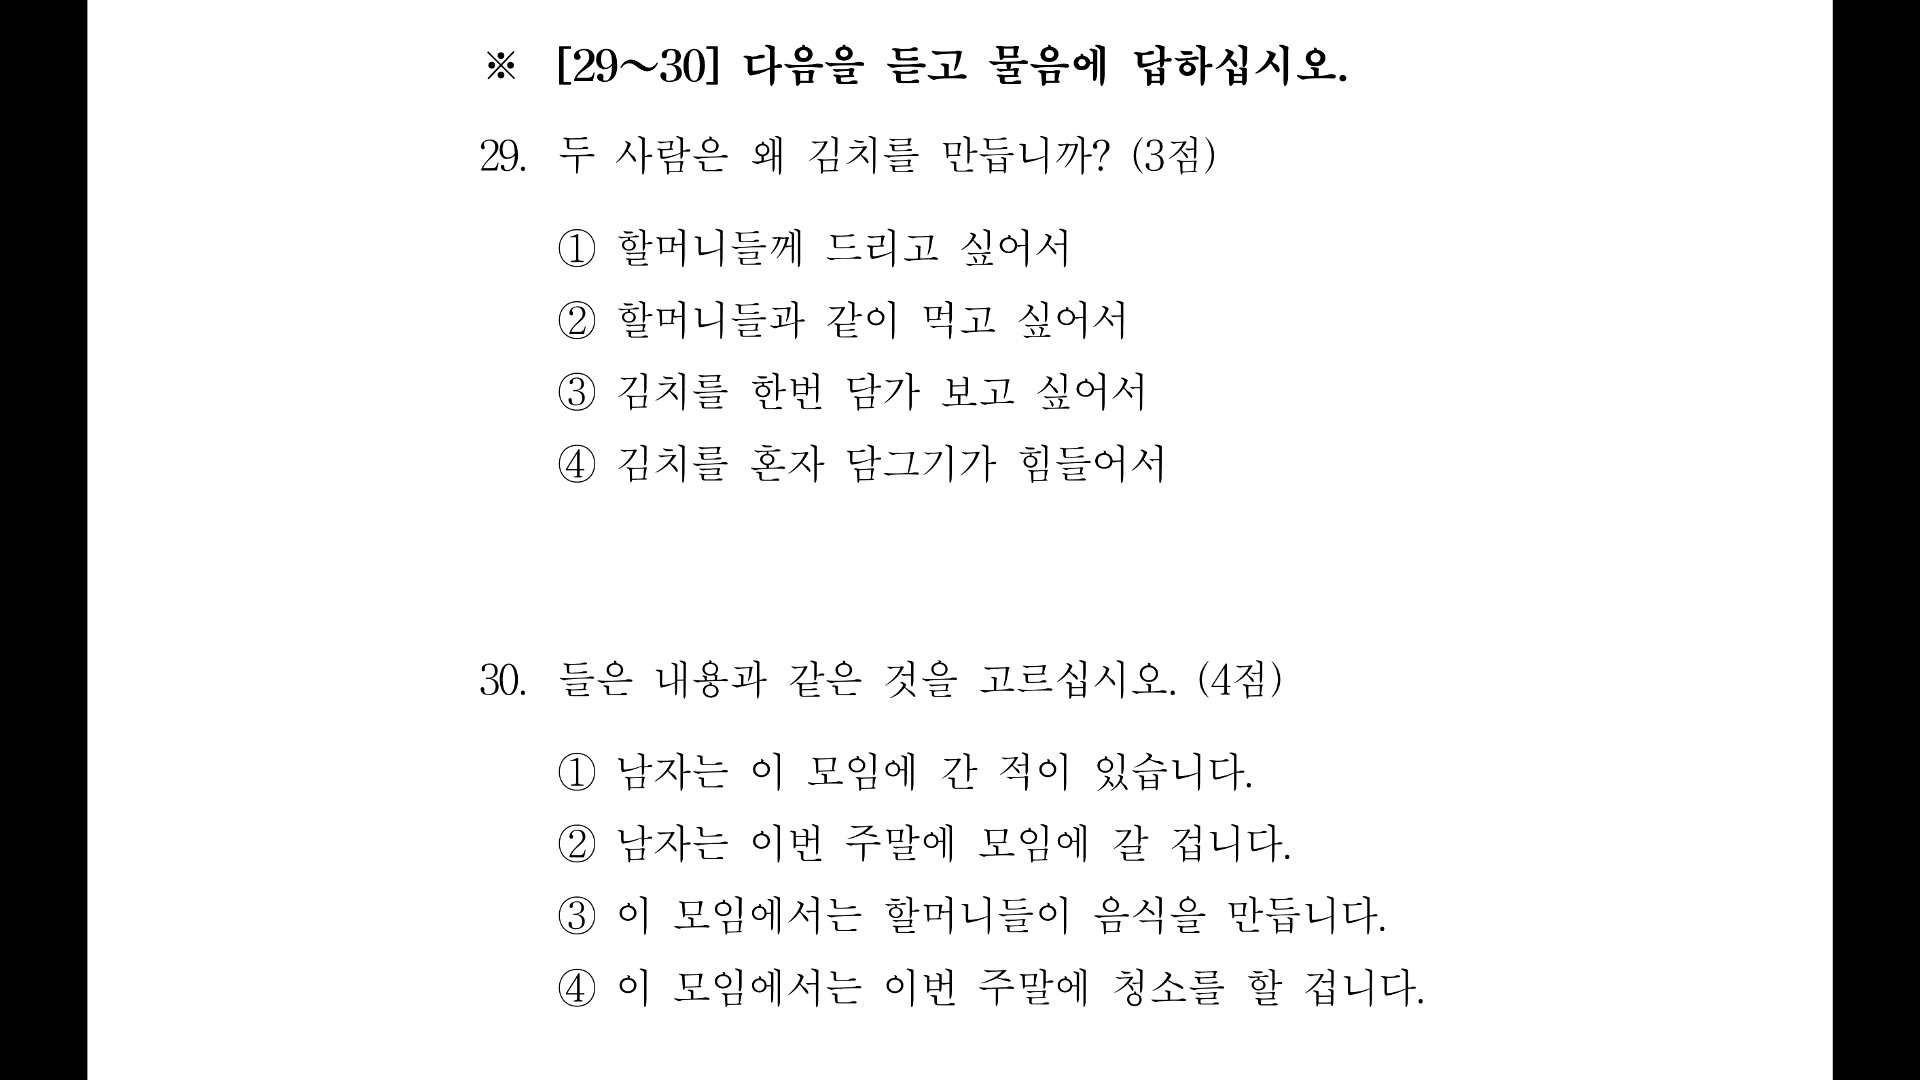 ※ [29～30] 다음을 듣고 물음에 답하십시오.
29. 두 사람은 왜 김치를 만듭니까? (3점)
① 할머니들께 드리고 싶어서
② 할머니들과 같이 먹고 싶어서
③ 김치를 한번 담가 보고 싶어서
④ 김치를 혼자 담그기가 힘들어서
30. 들은 내용과 같은 것을 고르십시오. (4점)
① 남자는 이 모임에 간 적이 있습니다.
② 남자는 이번 주말에 모임에 갈 겁니다.
③ 이 모임에서는 할머니들이 음식을 만듭니다.
④ 이 모임에서는 이번 주말에 청소를 할 겁니다.